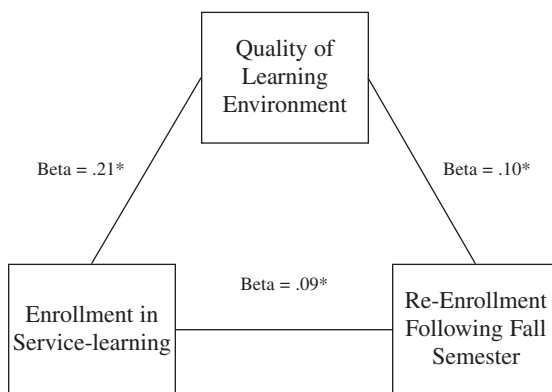 Quality of
Learning
Environment
Beta = .21*
Beta = .10*
Beta = .09*
Enrollment in
Service-learning
Re-Enrollment
Following Fall
Semester